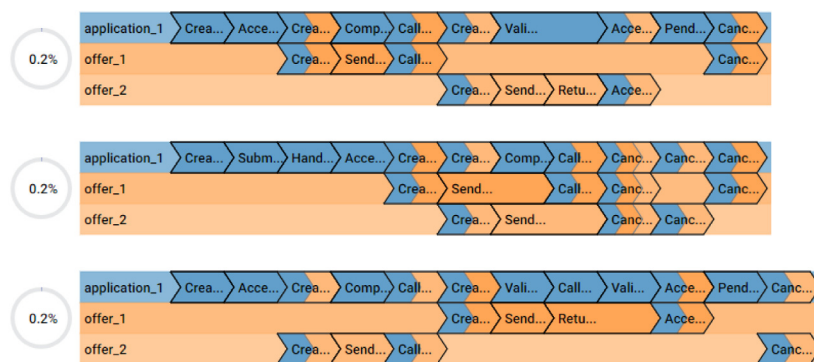 application_1 Crea... Acce... Crea... Comp... Call... Crea... Vali... Acce... Pend... Canc...
0.2% offer_1 Crea... Send... Call... Canc...
offer_2 Crea... Send... Retu... Acce...
application_1 Crea... Subm... Hand... Acce... Crea... Crea... Comp... Call... Canc... Canc... Canc...
0.2% offer_1 Crea... Send... Call... Canc... Canc...
offer_2 Crea... Send... Canc... Canc...
application_1 Crea... Acce... Crea... Comp... Call... Crea... Vali... Call... Vali... Acce... Pend... Canc...
0.2% offer_1 Crea... Send... Retu... Acce...
offer_2 Crea... Send... Call... Canc...